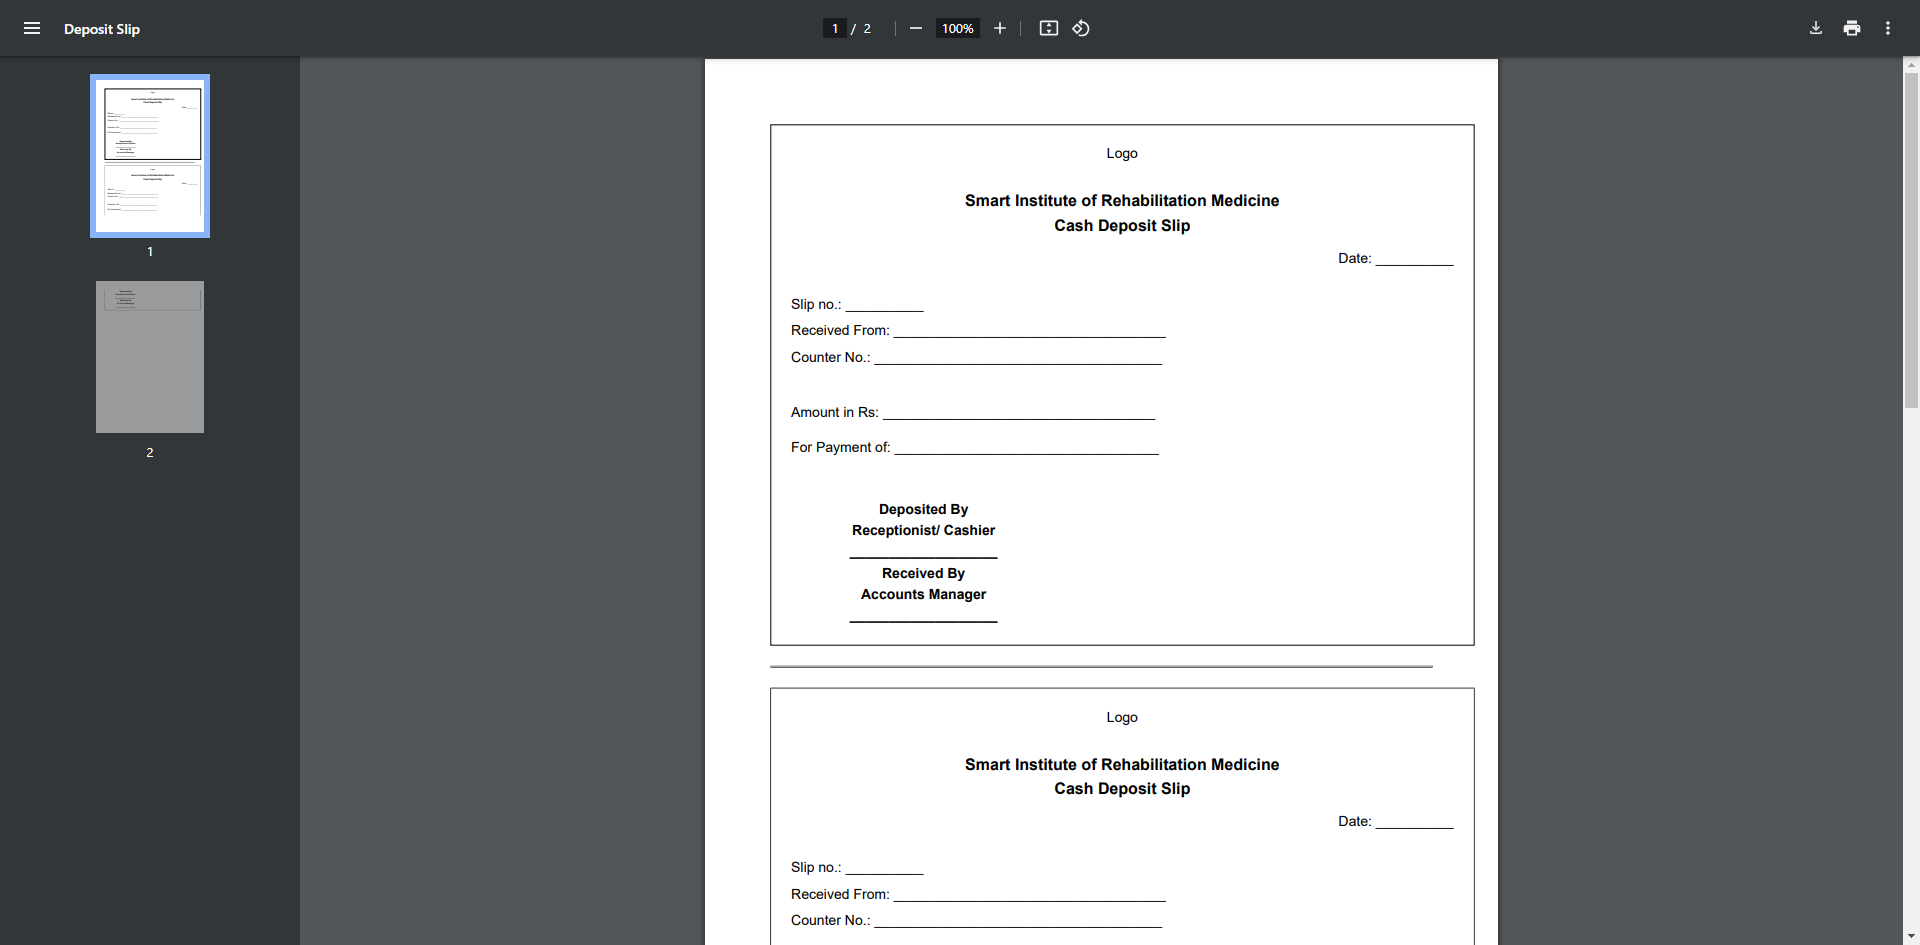 Deposit Slip
1 / 2
100%
1
2
Logo
Smart Institute of Rehabilitation Medicine
Cash Deposit Slip
Date: __________
Slip no.: __________
Received From: ___________________________________
Counter No.: _____________________________________
Amount in Rs: ___________________________________
For Payment of: __________________________________
Deposited By
Receptionist/ Cashier
___________________
Received By
Accounts Manager
___________________
Logo
Smart Institute of Rehabilitation Medicine
Cash Deposit Slip
Date: __________
Slip no.: __________
Received From: ___________________________________
Counter No.: _____________________________________